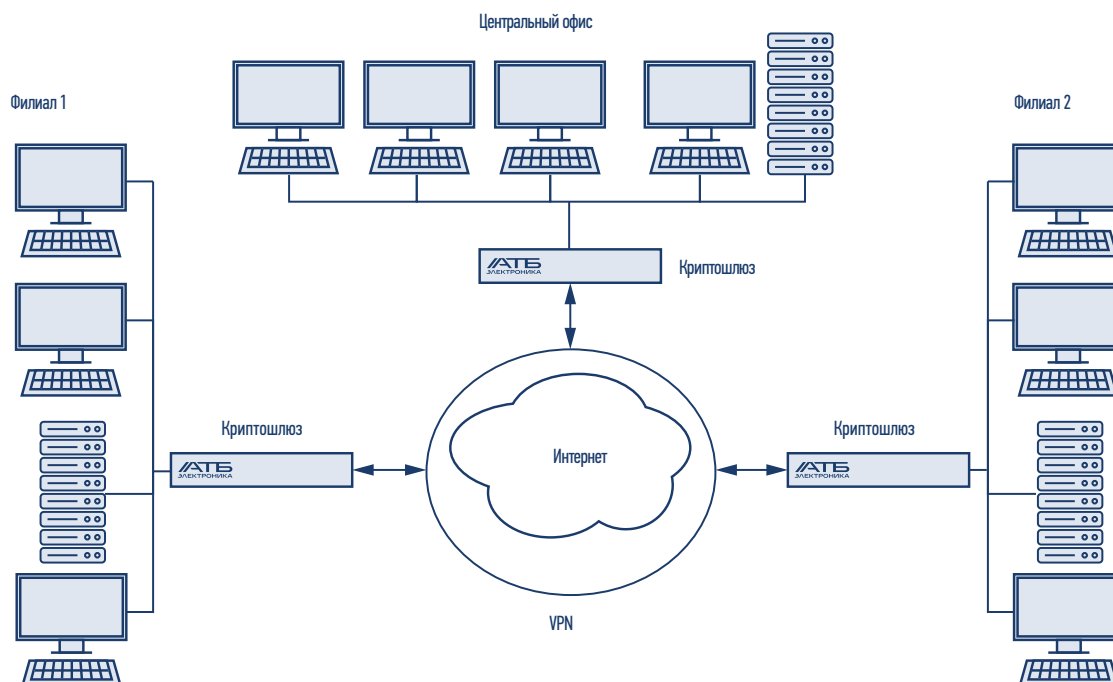 Центральный офис
Филиал 1
Филиал 2
АТБ
ЭЛЕКТРОНИКА
Криптошлюз
Криптошлюз
Криптошлюз
АТБ
ЭЛЕКТРОНИКА
Интернет
АТБ
ЭЛЕКТРОНИКА
VPN